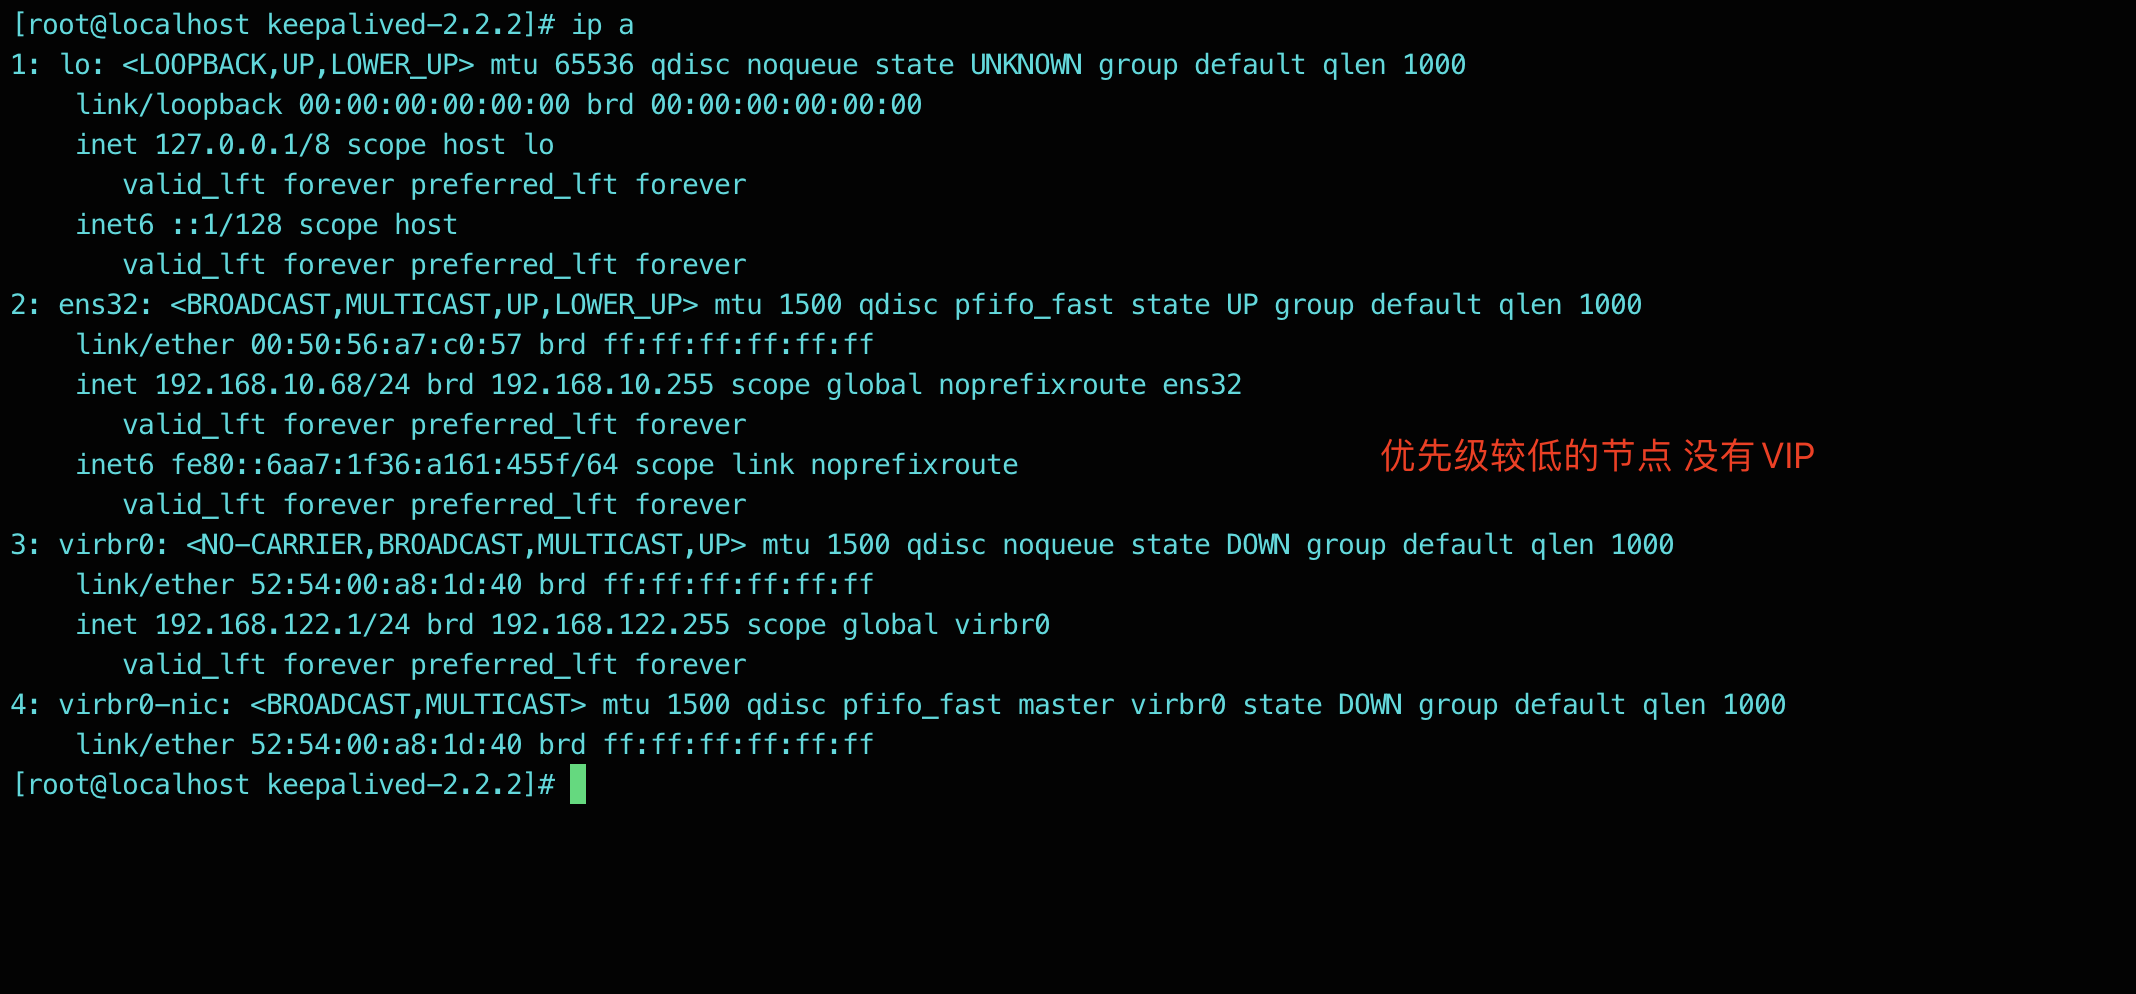 [root@localhost keepalived-2.2.2]# ip a
1: lo: <LOOPBACK,UP,LOWER_UP> mtu 65536 qdisc noqueue state UNKNOWN group default qlen 1000
    link/loopback 00:00:00:00:00:00 brd 00:00:00:00:00:00
    inet 127.0.0.1/8 scope host lo
       valid_lft forever preferred_lft forever
    inet6 ::1/128 scope host
       valid_lft forever preferred_lft forever
2: ens32: <BROADCAST,MULTICAST,UP,LOWER_UP> mtu 1500 qdisc pfifo_fast state UP group default qlen 1000
    link/ether 00:50:56:a7:c0:57 brd ff:ff:ff:ff:ff:ff
    inet 192.168.10.68/24 brd 192.168.10.255 scope global noprefixroute ens32
       valid_lft forever preferred_lft forever
优先级较低的节点 没有 VIP
    inet6 fe80::6aa7:1f36:a161:455f/64 scope link noprefixroute
       valid_lft forever preferred_lft forever
3: virbr0: <NO-CARRIER,BROADCAST,MULTICAST,UP> mtu 1500 qdisc noqueue state DOWN group default qlen 1000
    link/ether 52:54:00:a8:1d:40 brd ff:ff:ff:ff:ff:ff
    inet 192.168.122.1/24 brd 192.168.122.255 scope global virbr0
       valid_lft forever preferred_lft forever
4: virbr0-nic: <BROADCAST,MULTICAST> mtu 1500 qdisc pfifo_fast master virbr0 state DOWN group default qlen 1000
    link/ether 52:54:00:a8:1d:40 brd ff:ff:ff:ff:ff:ff
[root@localhost keepalived-2.2.2]#